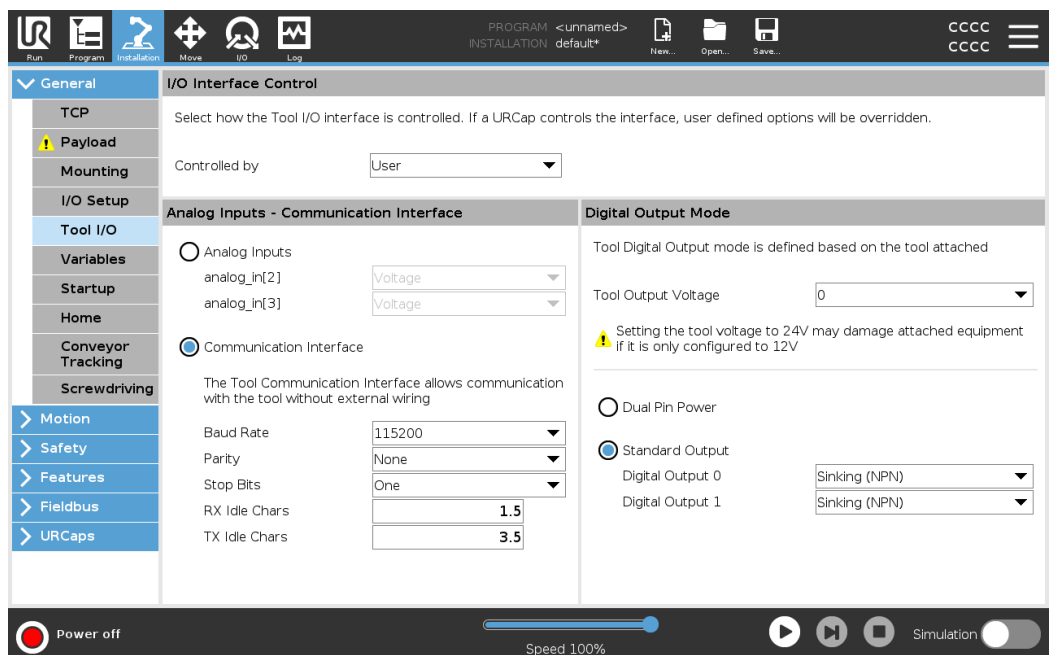 PROGRAM <unnamed>
INSTALLATION default*
Run Program Installation Move I/O Log New... Open... Save...
CCCC
CCCC
General
TCP
Payload
Mounting
I/O Setup
Tool I/O
Variables
Startup
Home
Conveyor
Tracking
Screwdriving
Motion
Safety
Features
Fieldbus
URCaps
I/O Interface Control
Select how the Tool I/O interface is controlled. If a URCap controls the interface, user defined options will be overridden.
Controlled by User
Analog Inputs - Communication Interface
Analog Inputs
analog_in[2] Voltage
analog_in[3] Voltage
Communication Interface
The Tool Communication Interface allows communication
with the tool without external wiring
Baud Rate 115200
Parity None
Stop Bits One
RX Idle Chars 1.5
TX Idle Chars 3.5
Digital Output Mode
Tool Digital Output mode is defined based on the tool attached
Tool Output Voltage 0
Setting the tool voltage to 24V may damage attached equipment
if it is only configured to 12V
Dual Pin Power
Standard Output
Digital Output 0 Sinking (NPN)
Digital Output 1 Sinking (NPN)
Power off
Speed 100%
Simulation